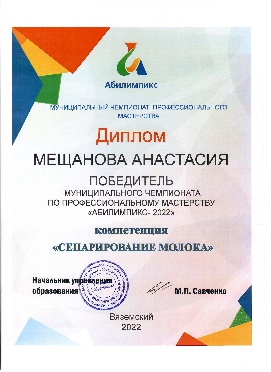 Абилимпикс
МУНИЦИПАЛЬНЫЙ ЧЕМПИОНАТ ПРОФЕССИОНАЛЬНОГО
МАСТЕРСТВА
Диплом
МЕЩАНОВА АНАСТАСИЯ
ПОБЕДИТЕЛЬ
МУНИЦИПАЛЬНОГО ЧЕМПИОНАТА
ПО ПРОФЕССИОНАЛЬНОМУ МАСТЕРСТВУ
«АБИЛИМПИКС- 2022»
компетенция
«СЕПАРИРОВАНИЕ МОЛОКА»
Начальник управления
образования
М.П. Савченко
Вяземский
2022